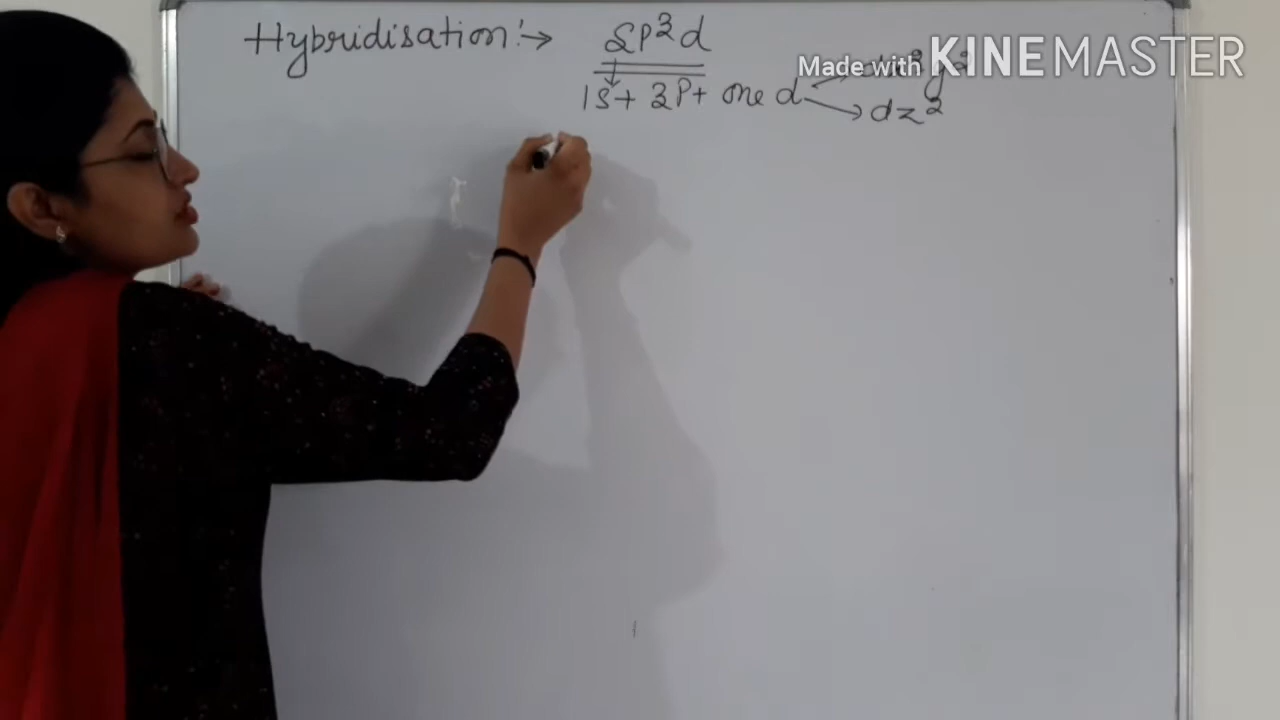 Hybridisation :→ SP³d
Made with KINEMASTER
1S + 3P + one d
dz²